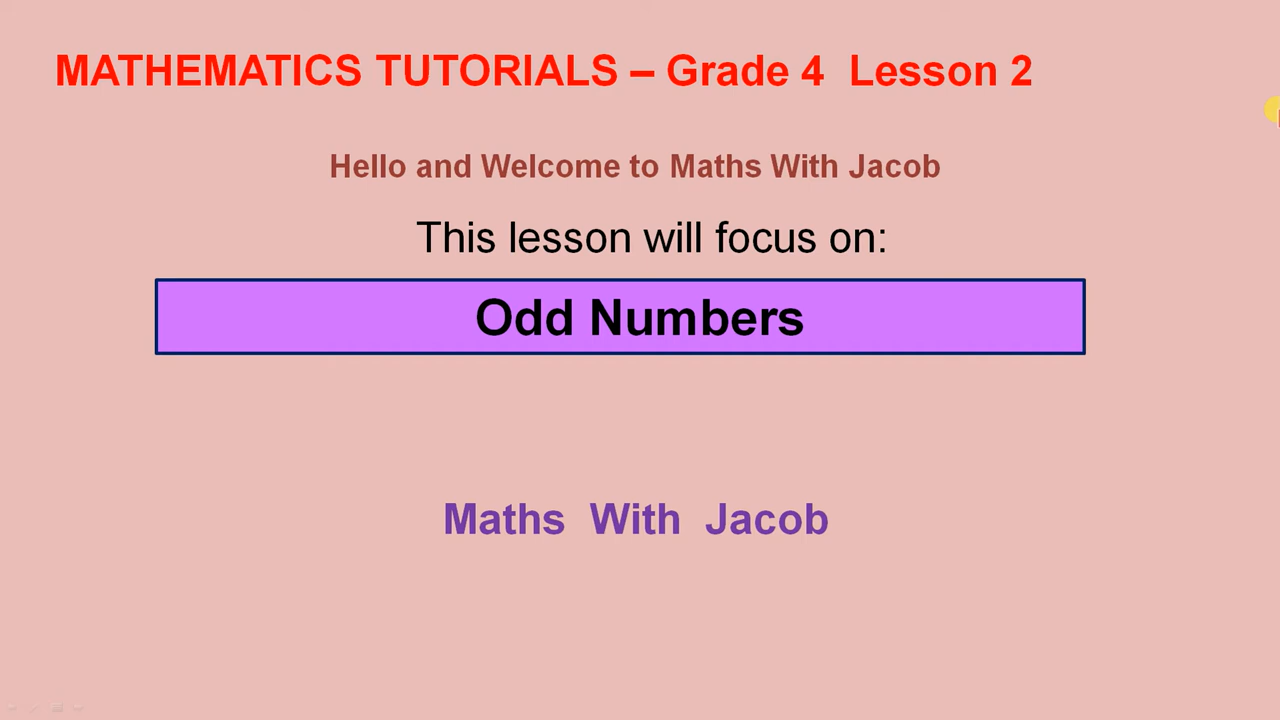 MATHEMATICS TUTORIALS – Grade 4 Lesson 2
Hello and Welcome to Maths With Jacob
This lesson will focus on:
Odd Numbers
Maths With Jacob